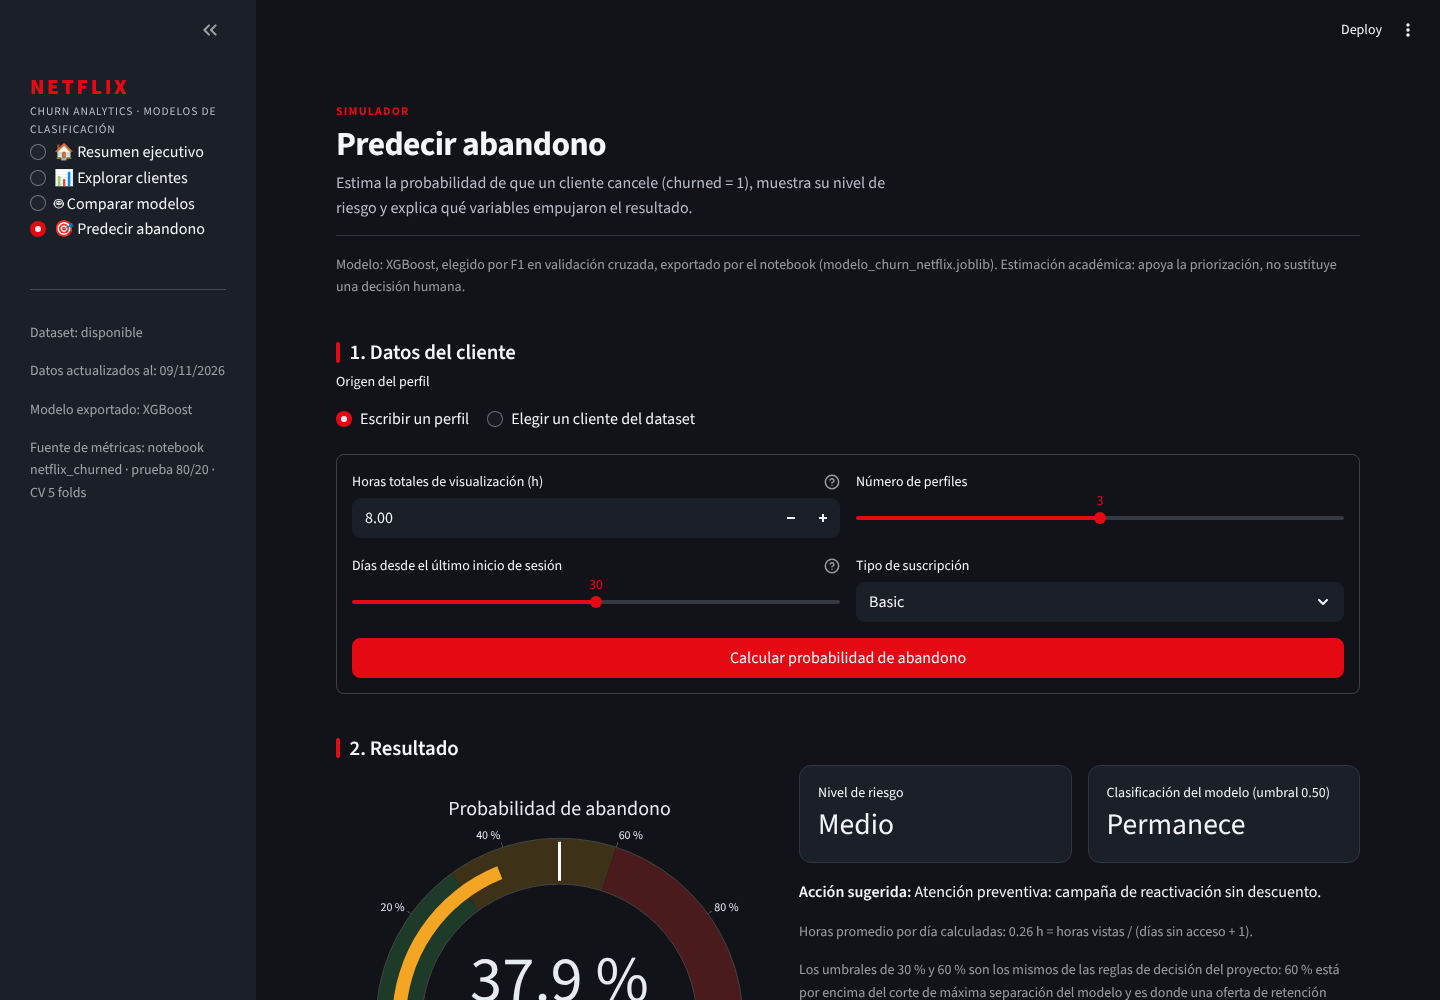 Deploy
NETFLIX
CHURN ANALYTICS · MODELOS DE
CLASIFICACIÓN
Resumen ejecutivo
Explorar clientes
Comparar modelos
Predecir abandono
Dataset: disponible
Datos actualizados al: 09/11/2026
Modelo exportado: XGBoost
Fuente de métricas: notebook
netflix_churned · prueba 80/20 ·
CV 5 folds
SIMULADOR
Predecir abandono
Estima la probabilidad de que un cliente cancele (churned = 1), muestra su nivel de
riesgo y explica qué variables empujaron el resultado.
Modelo: XGBoost, elegido por F1 en validación cruzada, exportado por el notebook (modelo_churn_netflix.joblib). Estimación académica: apoya la priorización, no sustituye
una decisión humana.
1. Datos del cliente
Origen del perfil
Escribir un perfil Elegir un cliente del dataset
Horas totales de visualización (h)
8.00
Número de perfiles
3
Días desde el último inicio de sesión
30
Tipo de suscripción
Basic
Calcular probabilidad de abandono
2. Resultado
Probabilidad de abandono
20 %
40 %
60 %
80 %
37.9 %
Nivel de riesgo
Medio
Clasificación del modelo (umbral 0.50)
Permanece
Acción sugerida: Atención preventiva: campaña de reactivación sin descuento.
Horas promedio por día calculadas: 0.26 h = horas vistas / (días sin acceso + 1).
Los umbrales de 30 % y 60 % son los mismos de las reglas de decisión del proyecto: 60 % está
por encima del corte de máxima separación del modelo y es donde una oferta de retención